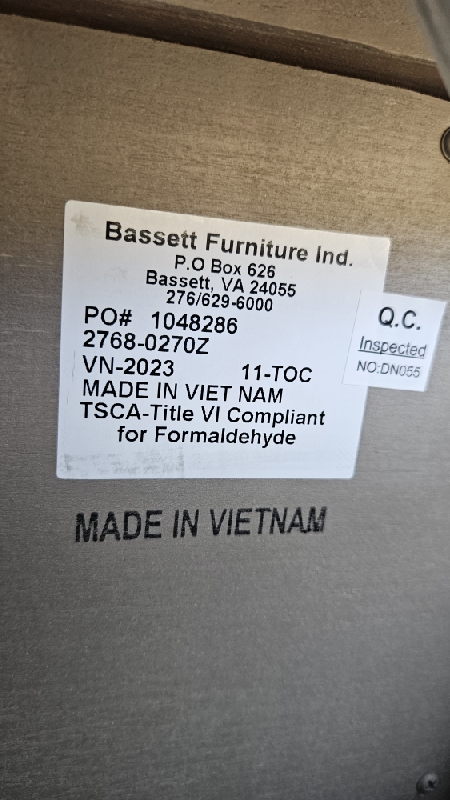 Bassett Furniture Ind.
P.O Box 626
Bassett, VA 24055
276/629-6000
PO# 1048286
2768-0270Z
VN-2023 11-TOC
MADE IN VIET NAM
TSCA-Title VI Compliant
for Formaldehyde
Q.C.
Inspected
NO:DN055
MADE IN VIETNAM